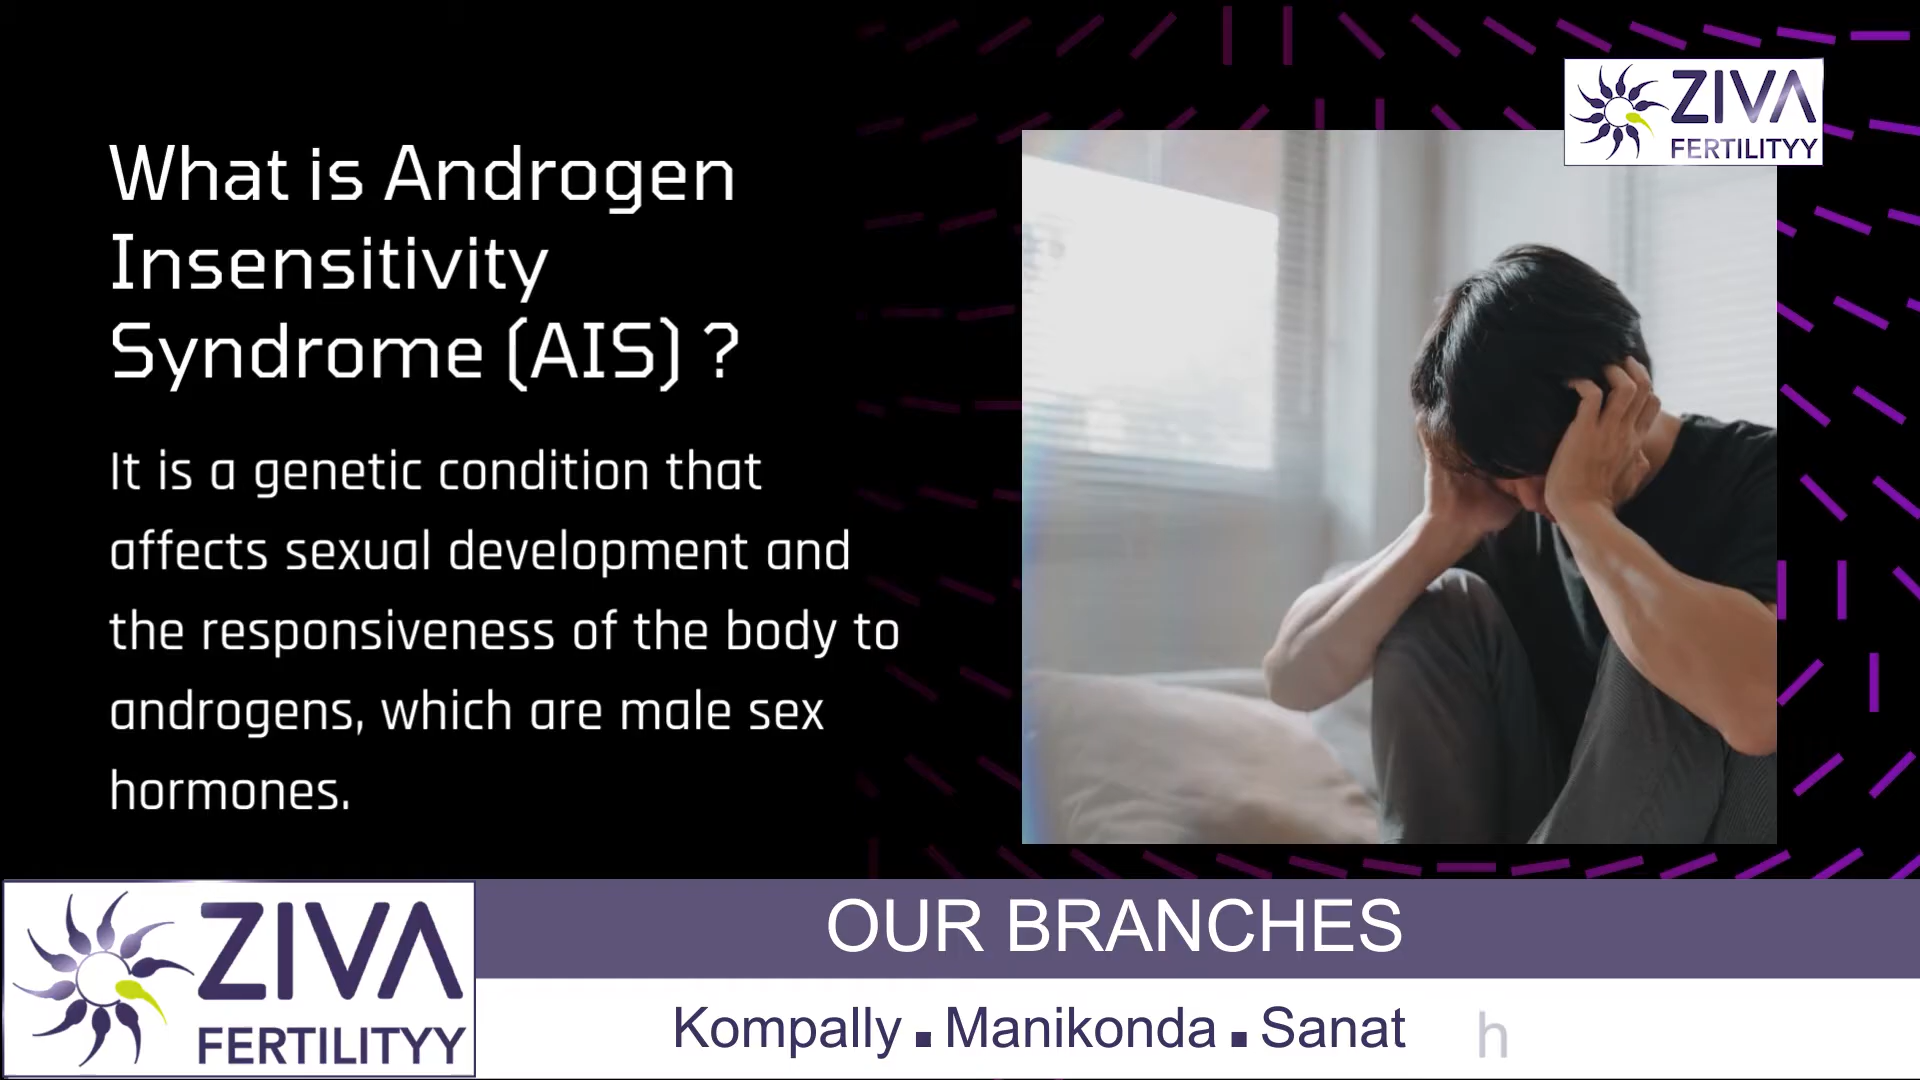 ZIVA
FERTILITYY
What is Androgen
Insensitivity
Syndrome (AIS) ?
It is a genetic condition that
affects sexual development and
the responsiveness of the body to
androgens, which are male sex
hormones.
ZIVA
FERTILITYY
OUR BRANCHES
Kompally ■ Manikonda ■ Sanat h